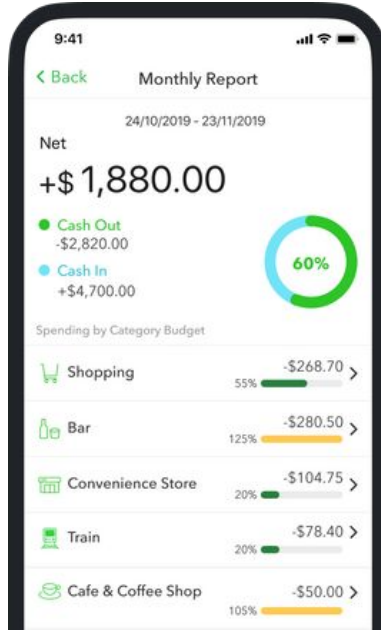 9:41
Back Monthly Report
24/10/2019 - 23/11/2019
Net
+$ 1,880.00
Cash Out
-$2,820.00
Cash In
+$4,700.00
60%
Spending by Category Budget
Shopping -$268.70
55%
Bar -$280.50
125%
Convenience Store -$104.75
20%
Train -$78.40
20%
Cafe & Coffee Shop -$50.00
105%